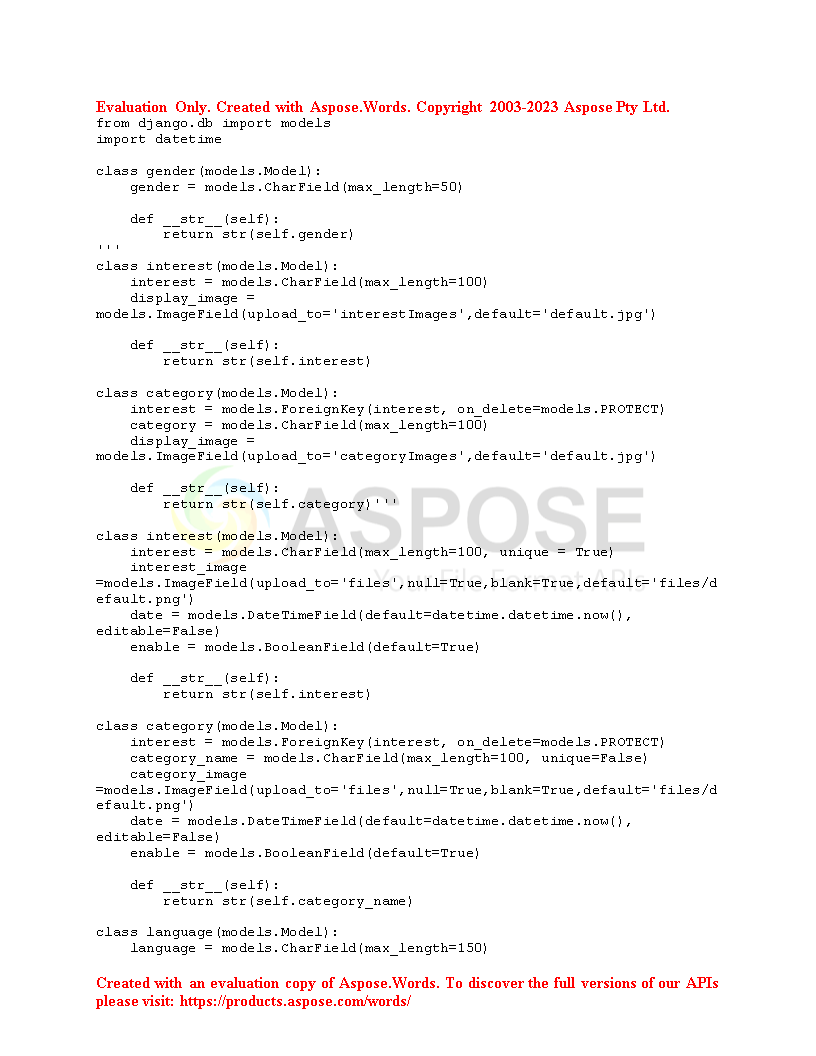 Evaluation Only. Created with Aspose.Words. Copyright 2003-2023 Aspose Pty Ltd.
from django.db import models
import datetime

class gender(models.Model):
    gender = models.CharField(max_length=50)

    def __str__(self):
        return str(self.gender)
'''
class interest(models.Model):
    interest = models.CharField(max_length=100)
    display_image =
models.ImageField(upload_to='interestImages',default='default.jpg')

    def __str__(self):
        return str(self.interest)

class category(models.Model):
    interest = models.ForeignKey(interest, on_delete=models.PROTECT)
    category = models.CharField(max_length=100)
    display_image =
models.ImageField(upload_to='categoryImages',default='default.jpg')

    def __str__(self):
        return str(self.category)'''
ASPOSE
Your File Format APIs

class interest(models.Model):
    interest = models.CharField(max_length=100, unique = True)
    interest_image
=models.ImageField(upload_to='files',null=True,blank=True,default='files/d
efault.png')
    date = models.DateTimeField(default=datetime.datetime.now(),
editable=False)
    enable = models.BooleanField(default=True)

    def __str__(self):
        return str(self.interest)

class category(models.Model):
    interest = models.ForeignKey(interest, on_delete=models.PROTECT)
    category_name = models.CharField(max_length=100, unique=False)
    category_image
=models.ImageField(upload_to='files',null=True,blank=True,default='files/d
efault.png')
    date = models.DateTimeField(default=datetime.datetime.now(),
editable=False)
    enable = models.BooleanField(default=True)

    def __str__(self):
        return str(self.category_name)

class language(models.Model):
    language = models.CharField(max_length=150)

Created with an evaluation copy of Aspose.Words. To discover the full versions of our APIs
please visit: https://products.aspose.com/words/